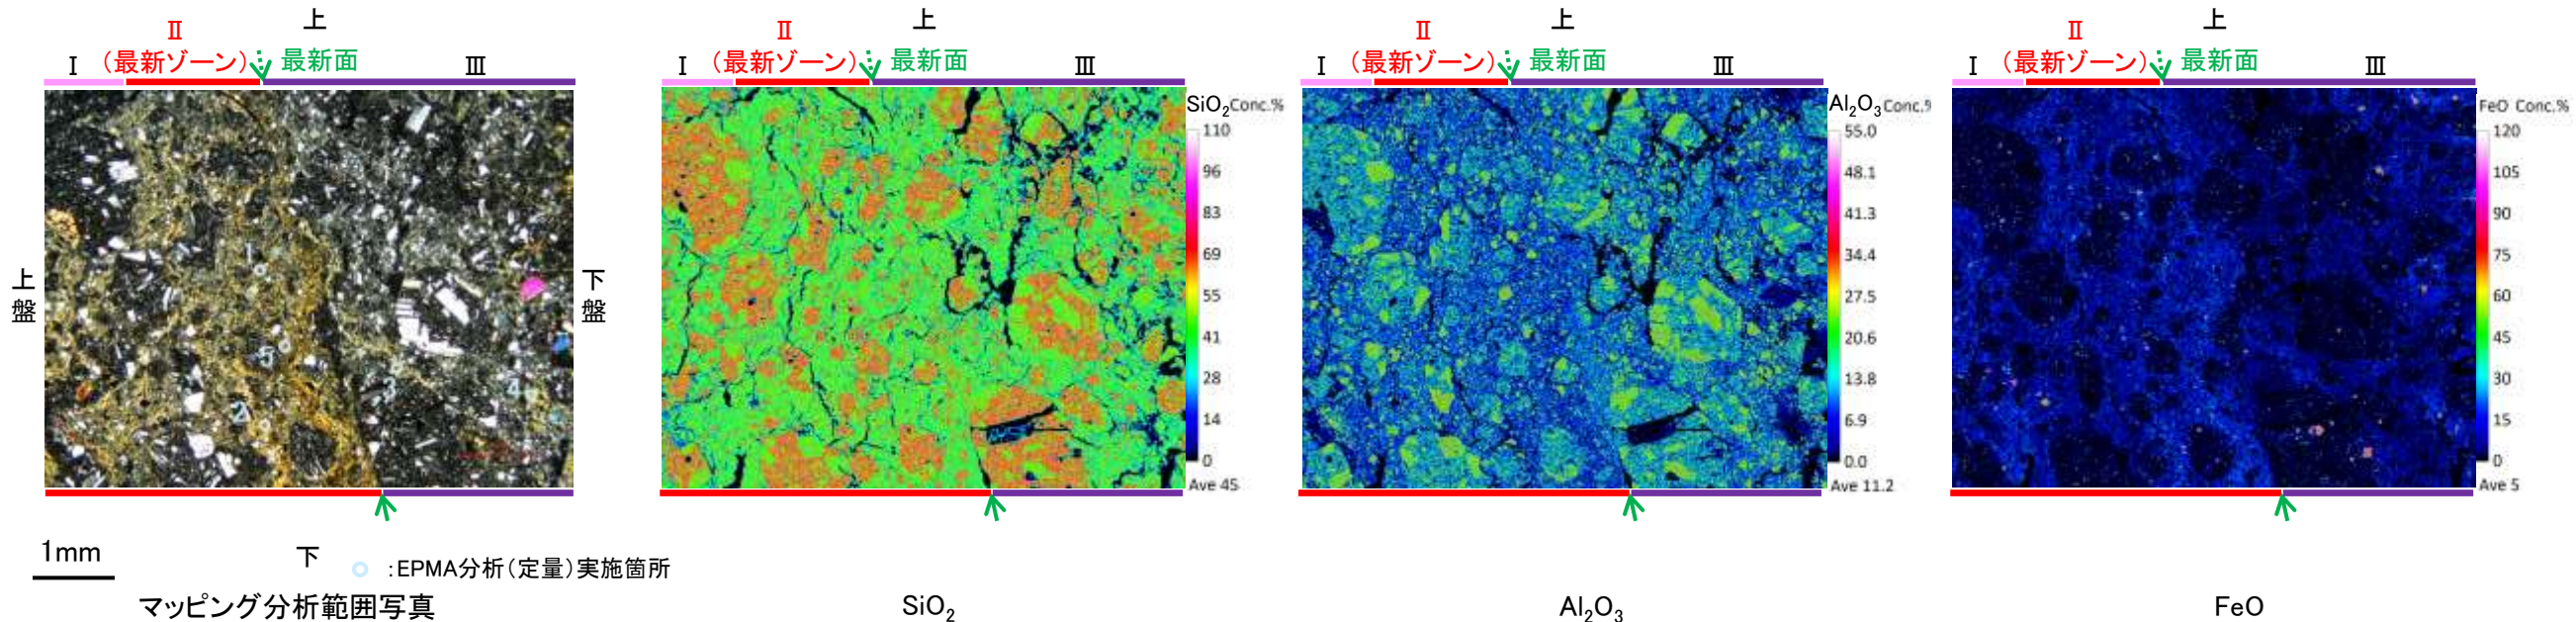 上
Ⅱ
(最新ゾーン)
最新面
Ⅰ
Ⅲ
上盤
下盤
2
3
4
5
1mm
下
:EPMA分析(定量)実施箇所
マッピング分析範囲写真
上
Ⅱ
(最新ゾーン)
最新面
Ⅰ
Ⅲ
SiO₂Conc.%
110
96
83
69
55
41
28
14
0
Ave 45
SiO₂
上
Ⅱ
(最新ゾーン)
最新面
Ⅰ
Ⅲ
Al₂O₃Conc.%
55.0
48.1
41.3
34.4
27.5
20.6
13.8
6.9
0.0
Ave 11.2
Al₂O₃
上
Ⅱ
(最新ゾーン)
最新面
Ⅰ
Ⅲ
FeO Conc.%
120
105
90
75
60
45
30
15
0
Ave 5
FeO